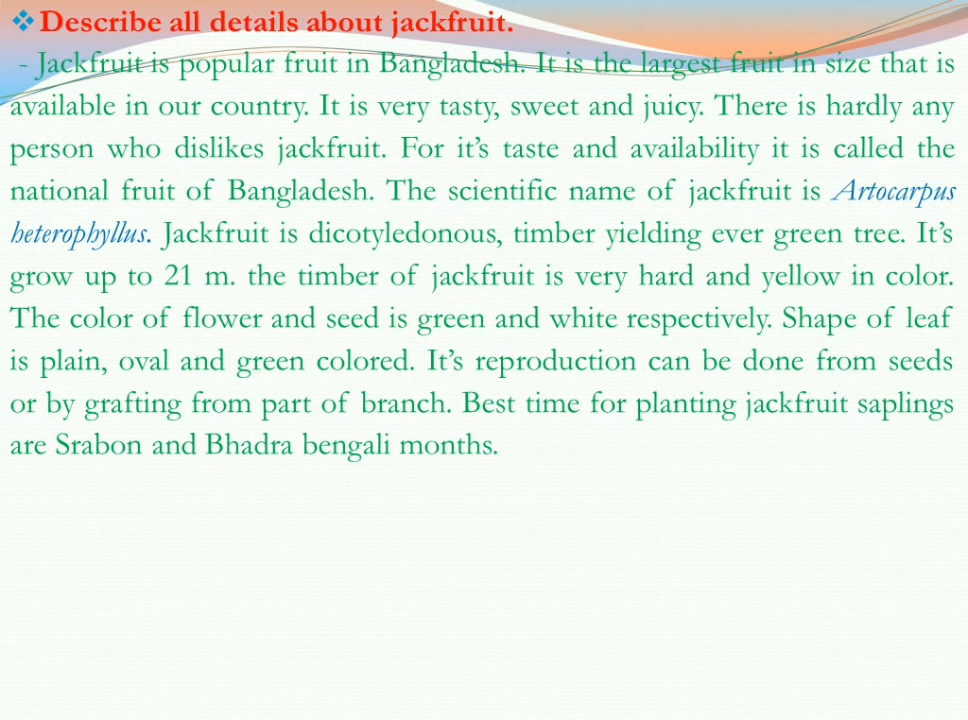 ❖Describe all details about jackfruit.
- Jackfruit is popular fruit in Bangladesh. It is the largest fruit in size that is
available in our country. It is very tasty, sweet and juicy. There is hardly any
person who dislikes jackfruit. For it’s taste and availability it is called the
national fruit of Bangladesh. The scientific name of jackfruit is Artocarpus
heterophyllus. Jackfruit is dicotyledonous, timber yielding ever green tree. It’s
grow up to 21 m. the timber of jackfruit is very hard and yellow in color.
The color of flower and seed is green and white respectively. Shape of leaf
is plain, oval and green colored. It’s reproduction can be done from seeds
or by grafting from part of branch. Best time for planting jackfruit saplings
are Srabon and Bhadra bengali months.